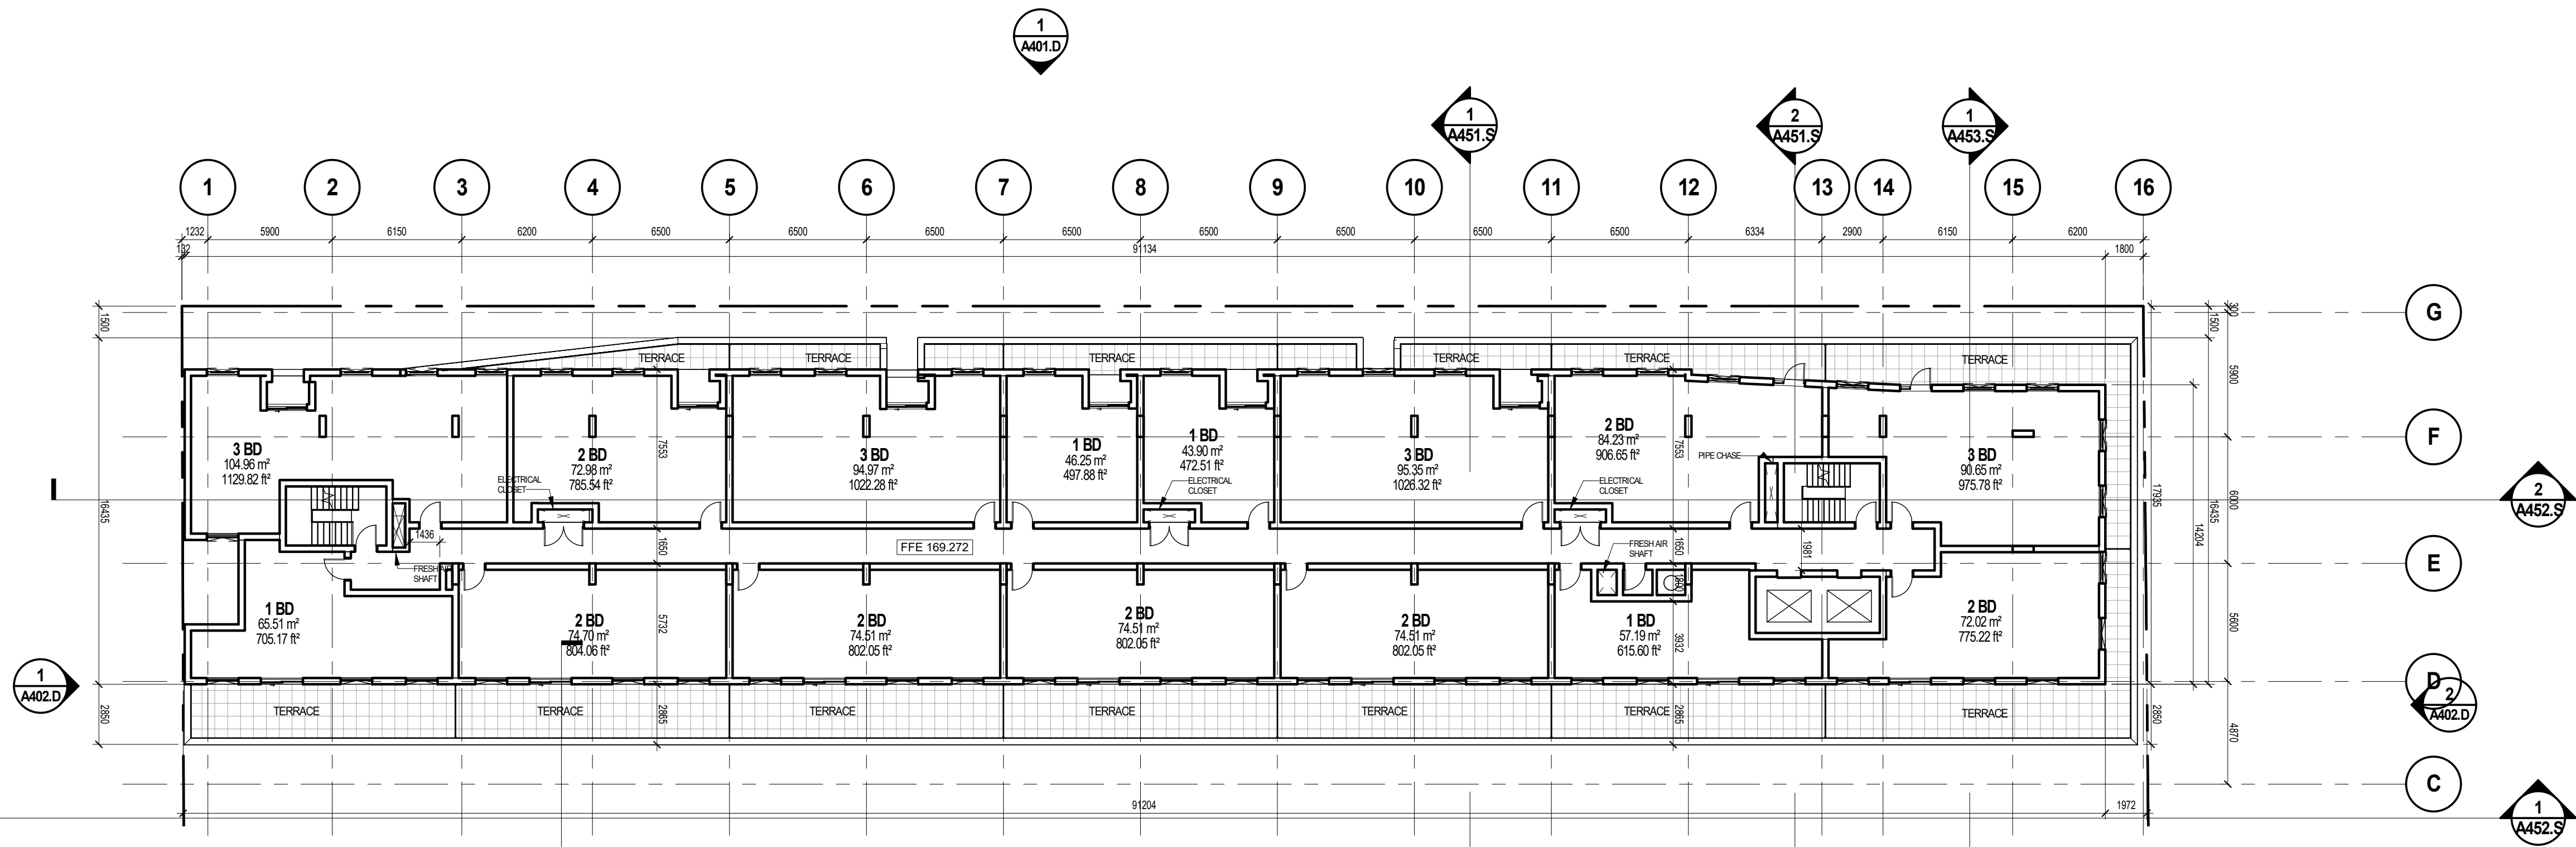 1
A401.D
1
A451.S
2
A451.S
1
A453.S
1 2 3 4 5 6 7 8 9 10 11 12 13 14 15 16
1232 5900 6150 6200 6500 6500 6500 6500 6500 6500 6500 6500 6334 2900 6150 6200
132 91134 1800
G
300
1500
1500
5900
TERRACE
TERRACE
TERRACE
TERRACE
TERRACE
TERRACE
F
3 BD
104.96 m²
1129.82 ft²
2 BD
72.98 m²
785.54 ft²
ELECTRICAL
CLOSET
7553
3 BD
94.97 m²
1022.28 ft²
1 BD
46.25 m²
497.88 ft²
1 BD
43.90 m²
472.51 ft²
ELECTRICAL
CLOSET
3 BD
95.35 m²
1026.32 ft²
2 BD
84.23 m²
906.65 ft²
ELECTRICAL
CLOSET
7553
PIPE CHASE
3 BD
90.65 m²
975.78 ft²
16435
17935
16435
14204
6000
2
A452.S
1436
FRESH AIR
SHAFT
1650
FFE 169.272
FRESH AIR
SHAFT
1650
1800
1981
E
1 BD
65.51 m²
705.17 ft²
2 BD
74.70 m²
804.06 ft²
5732
2 BD
74.51 m²
802.05 ft²
2 BD
74.51 m²
802.05 ft²
2 BD
74.51 m²
802.05 ft²
1 BD
57.19 m²
615.60 ft²
3932
2 BD
72.02 m²
775.22 ft²
5600
1
A402.D
D
2
A402.D
2850
TERRACE
TERRACE
2865
TERRACE
TERRACE
TERRACE
TERRACE
2865
TERRACE
2850
4870
C
91204 1972
1
A452.S